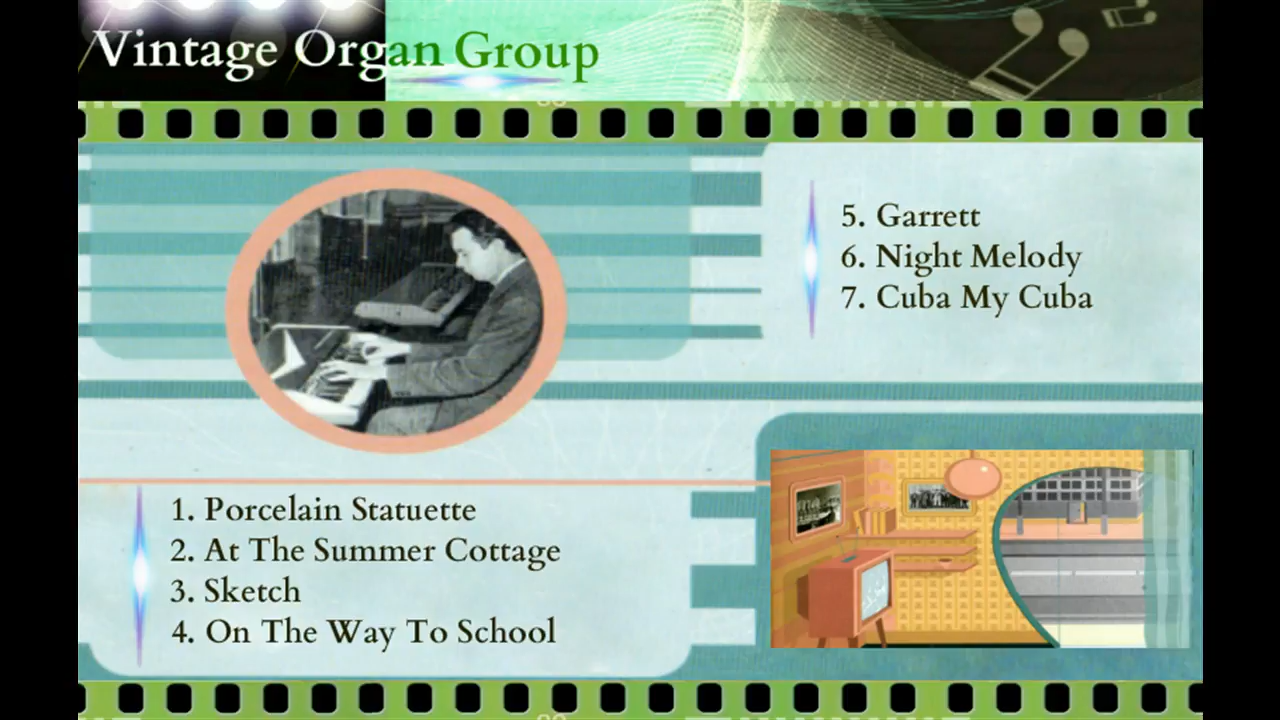 Vintage Organ Group
5. Garrett
6. Night Melody
7. Cuba My Cuba
1. Porcelain Statuette
2. At The Summer Cottage
3. Sketch
4. On The Way To School